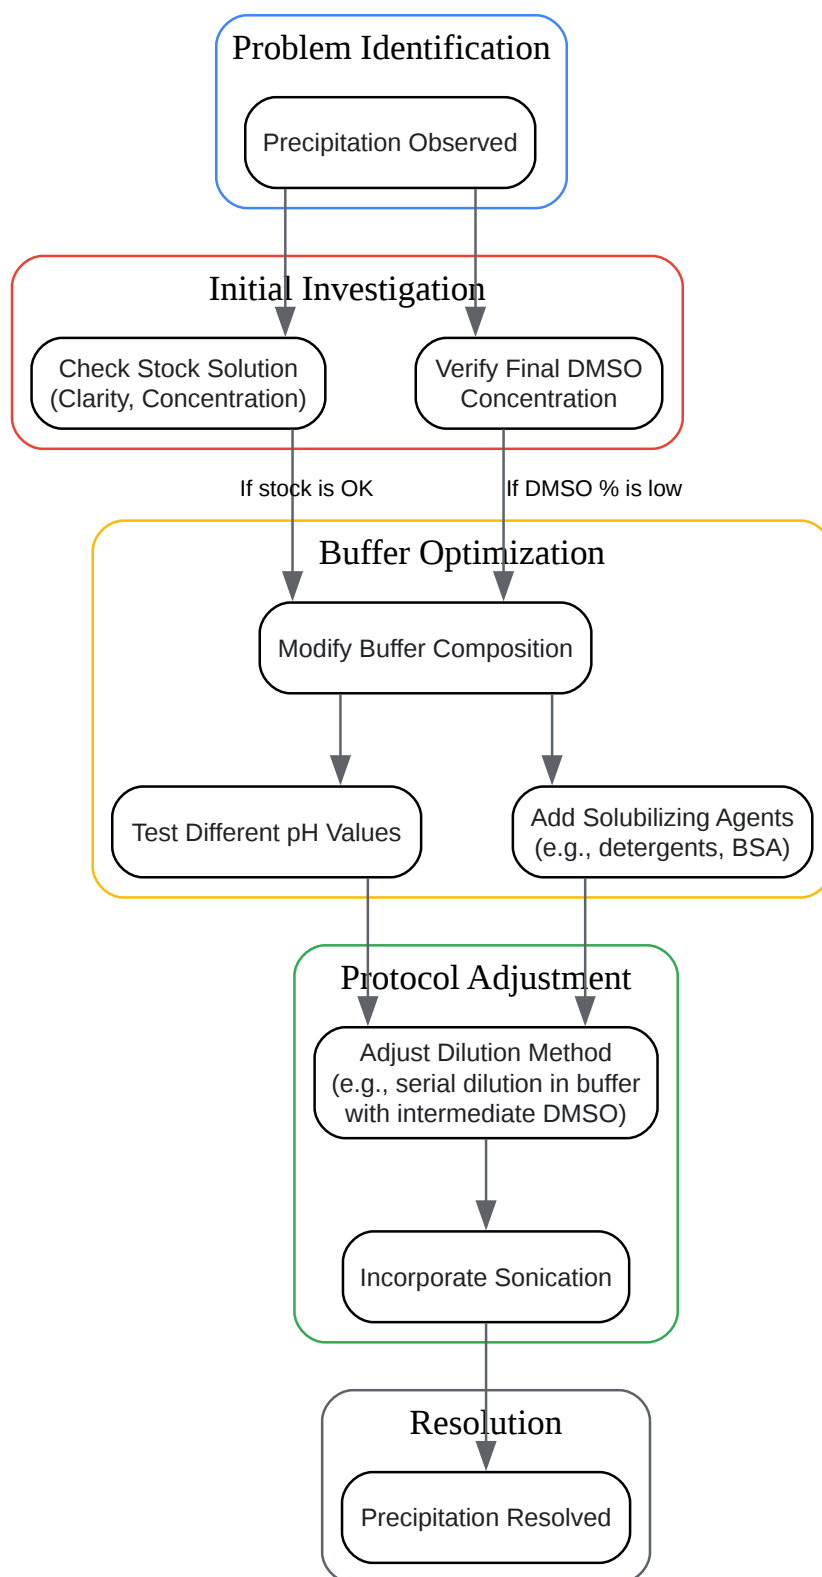 Problem Identification
Precipitation Observed
Initial Investigation
Check Stock Solution
(Clarity, Concentration)
Verify Final DMSO
Concentration
If stock is OK
If DMSO % is low
Buffer Optimization
Modify Buffer Composition
Test Different pH Values
Add Solubilizing Agents
(e.g., detergents, BSA)
Protocol Adjustment
Adjust Dilution Method
(e.g., serial dilution in buffer
with intermediate DMSO)
Incorporate Sonication
Resolution
Precipitation Resolved